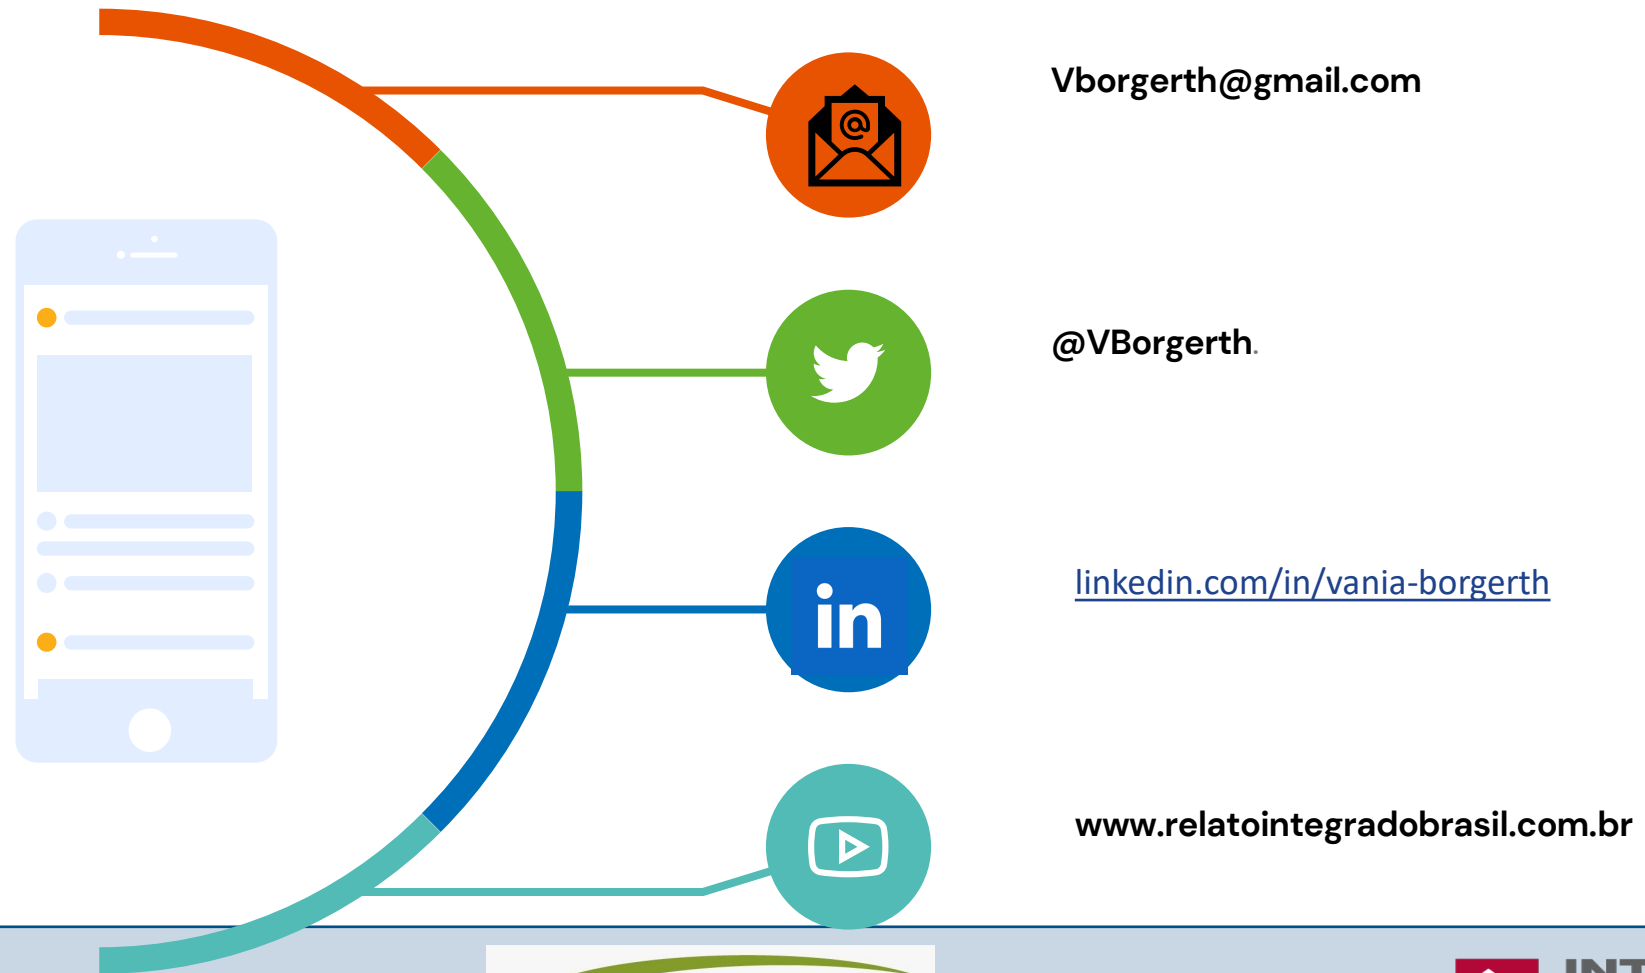 Vborgerth@gmail.com
@VBorgerth.
linkedin.com/in/vania-borgerth
www.relatointegradobrasil.com.br